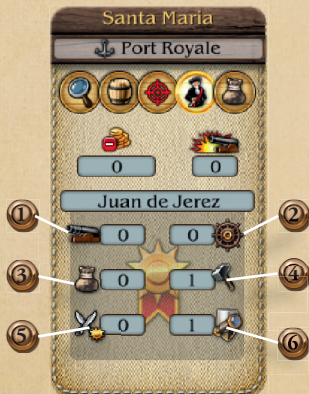 Santa Maria
Port Royale
0 0
Juan de Jerez
1 0 0 2
3 0 1 4
5 0 1 6